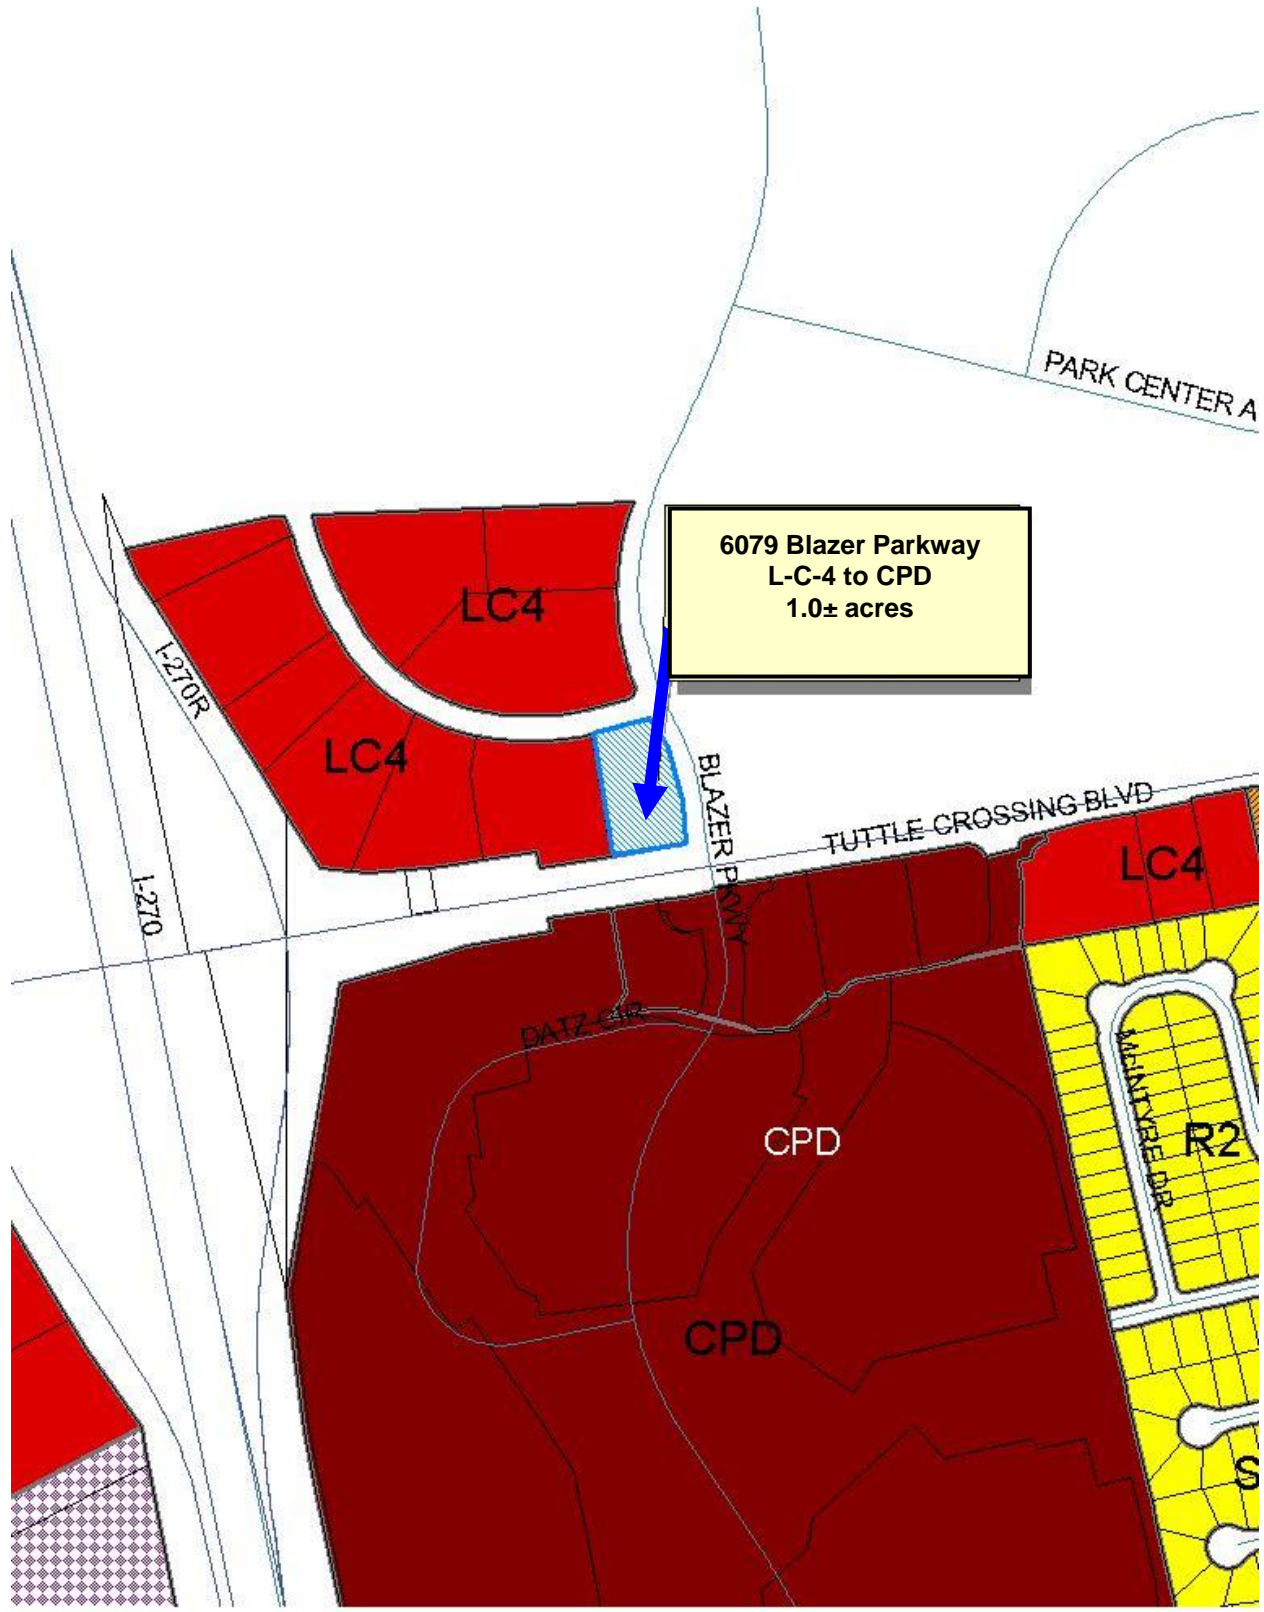 PARK CENTER A
6079 Blazer Parkway
L-C-4 to CPD
1.0± acres
LC4
I-270R
LC4
BLAZER PKWY
TUTTLE CROSSING BLVD
LC4
I-270
DATZ CIR
MCINTYRE DR
CPD
R2
CPD
S